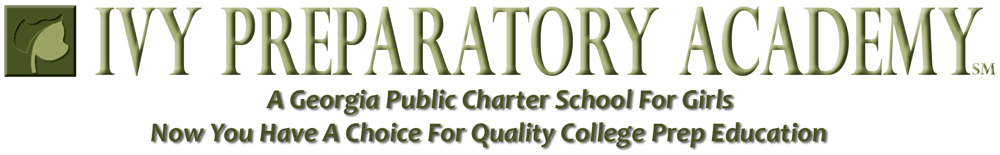 IVY PREPARATORY ACADEMY SM
A Georgia Public Charter School For Girls
Now You Have A Choice For Quality College Prep Education